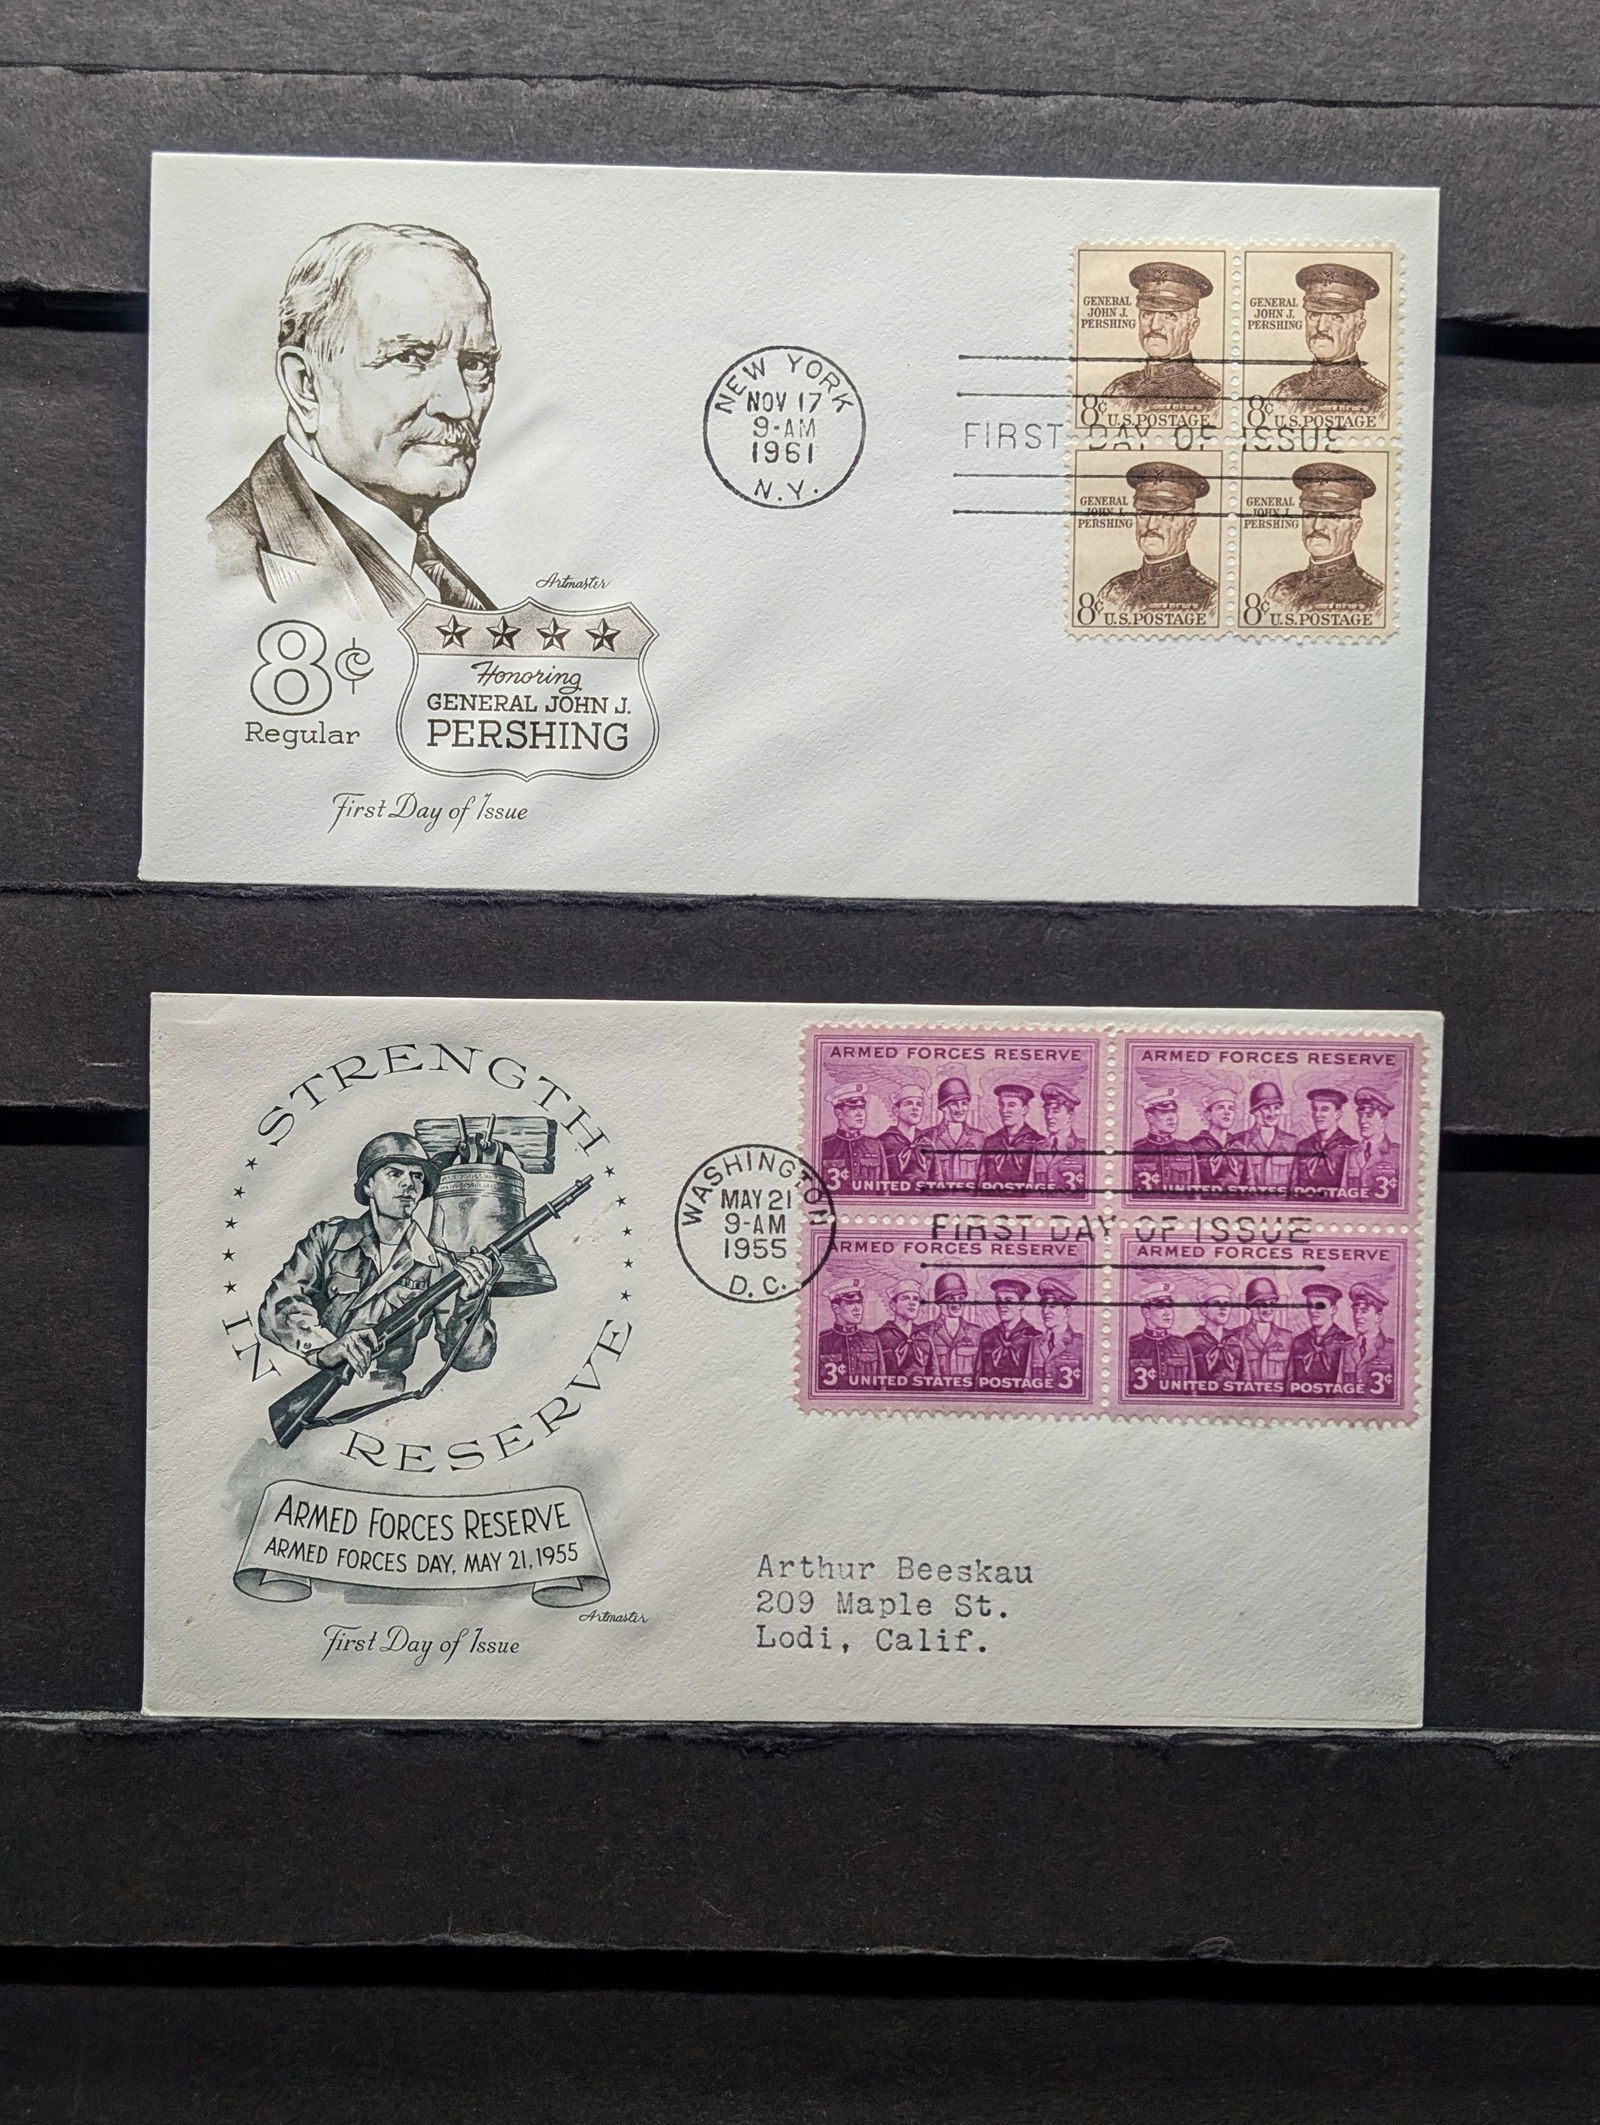 Artmaster
8¢
Regular
Honoring
GENERAL JOHN J.
PERSHING
First Day of Issue
NEW YORK
NOV 17
9-AM
1961
N.Y.
FIRST DAY OF ISSUE
GENERAL
JOHN J.
PERSHING
8¢ U.S.POSTAGE
GENERAL
JOHN J.
PERSHING
8¢ U.S.POSTAGE
GENERAL
JOHN J.
PERSHING
8¢ U.S.POSTAGE
GENERAL
JOHN J.
PERSHING
8¢ U.S.POSTAGE
STRENGTH
IN
RESERVE
ARMED FORCES RESERVE
ARMED FORCES DAY, MAY 21, 1955
Artmaster
First Day of Issue
WASHINGTON
MAY 21
9-AM
1955
D.C.
FIRST DAY OF ISSUE
ARMED FORCES RESERVE
3¢ UNITED STATES POSTAGE 3¢
ARMED FORCES RESERVE
3¢ UNITED STATES POSTAGE 3¢
ARMED FORCES RESERVE
3¢ UNITED STATES POSTAGE 3¢
ARMED FORCES RESERVE
3¢ UNITED STATES POSTAGE 3¢
Arthur Beeskau
209 Maple St.
Lodi, Calif.